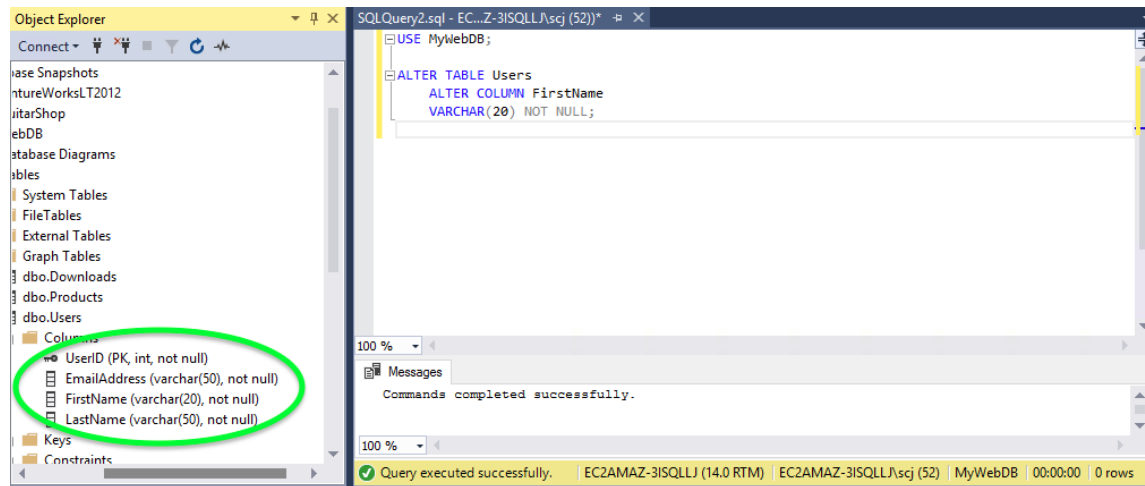 Object Explorer
Connect
ase Snapshots
ntureWorksLT2012
uitarShop
ebDB
atabase Diagrams
ables
System Tables
FileTables
External Tables
Graph Tables
dbo.Downloads
dbo.Products
dbo.Users
Columns
UserID (PK, int, not null)
EmailAddress (varchar(50), not null)
FirstName (varchar(20), not null)
LastName (varchar(50), not null)
Keys
Constraints
SQLQuery2.sql - EC...Z-3ISQLLJ\scj (52))*
USE MyWebDB;
ALTER TABLE Users
ALTER COLUMN FirstName
VARCHAR(20) NOT NULL;
100 %
Messages
Commands completed successfully.
100 %
Query executed successfully. EC2AMAZ-3ISQLLJ (14.0 RTM) EC2AMAZ-3ISQLLJ\scj (52) MyWebDB 00:00:00 0 rows